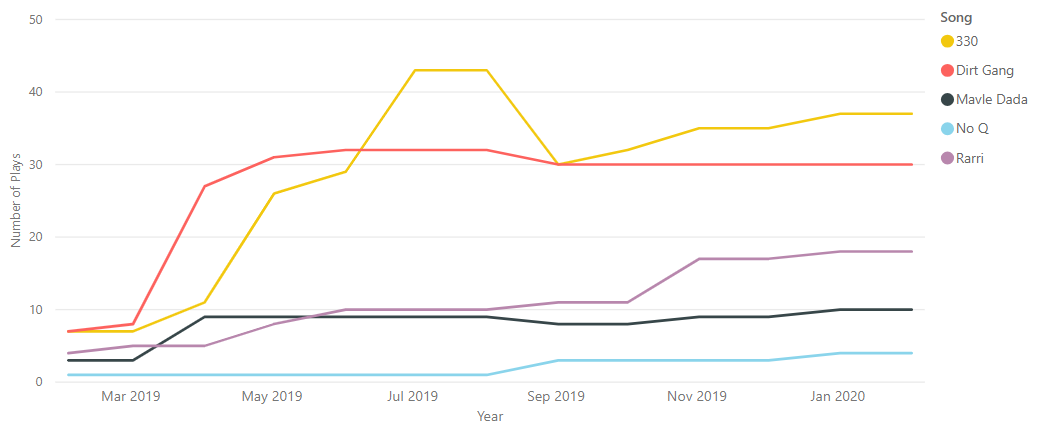 Song
330
Dirt Gang
Mavle Dada
No Q
Rarri
50
40
30
20
10
0
Number of Plays
Mar 2019 May 2019 Jul 2019 Sep 2019 Nov 2019 Jan 2020
Year